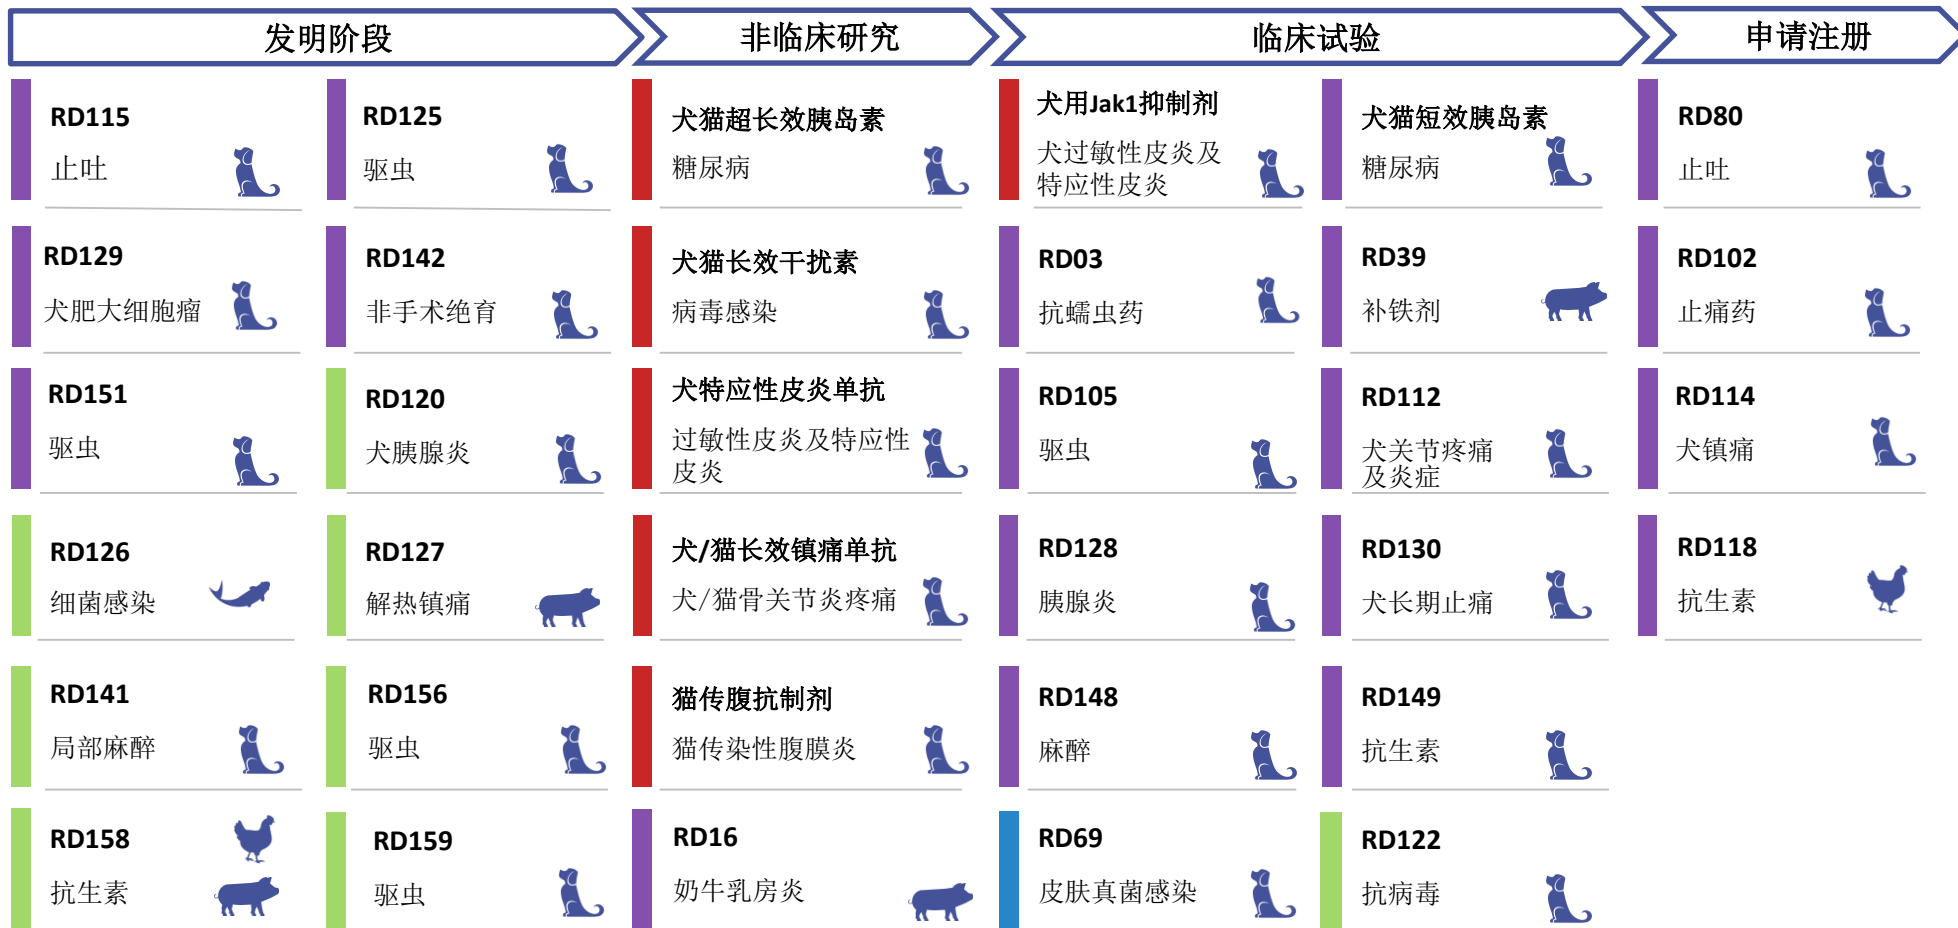 发明阶段
非临床研究
临床试验
申请注册
RD115
止吐
RD125
驱虫
犬猫超长效胰岛素
糖尿病
犬用Jak1抑制剂
犬过敏性皮炎及
特应性皮炎
犬猫短效胰岛素
糖尿病
RD80
止吐
RD129
犬肥大细胞瘤
RD142
非手术绝育
犬猫长效干扰素
病毒感染
RD03
抗蠕虫药
RD39
补铁剂
RD102
止痛药
RD151
驱虫
RD120
犬胰腺炎
犬特应性皮炎单抗
过敏性皮炎及特应性
皮炎
RD105
驱虫
RD112
犬关节疼痛
及炎症
RD114
犬镇痛
RD126
细菌感染
RD127
解热镇痛
犬/猫长效镇痛单抗
犬/猫骨关节炎疼痛
RD128
胰腺炎
RD130
犬长期止痛
RD118
抗生素
RD141
局部麻醉
RD156
驱虫
猫传腹抗制剂
猫传染性腹膜炎
RD148
麻醉
RD149
抗生素
RD158
抗生素
RD159
驱虫
RD16
奶牛乳房炎
RD69
皮肤真菌感染
RD122
抗病毒